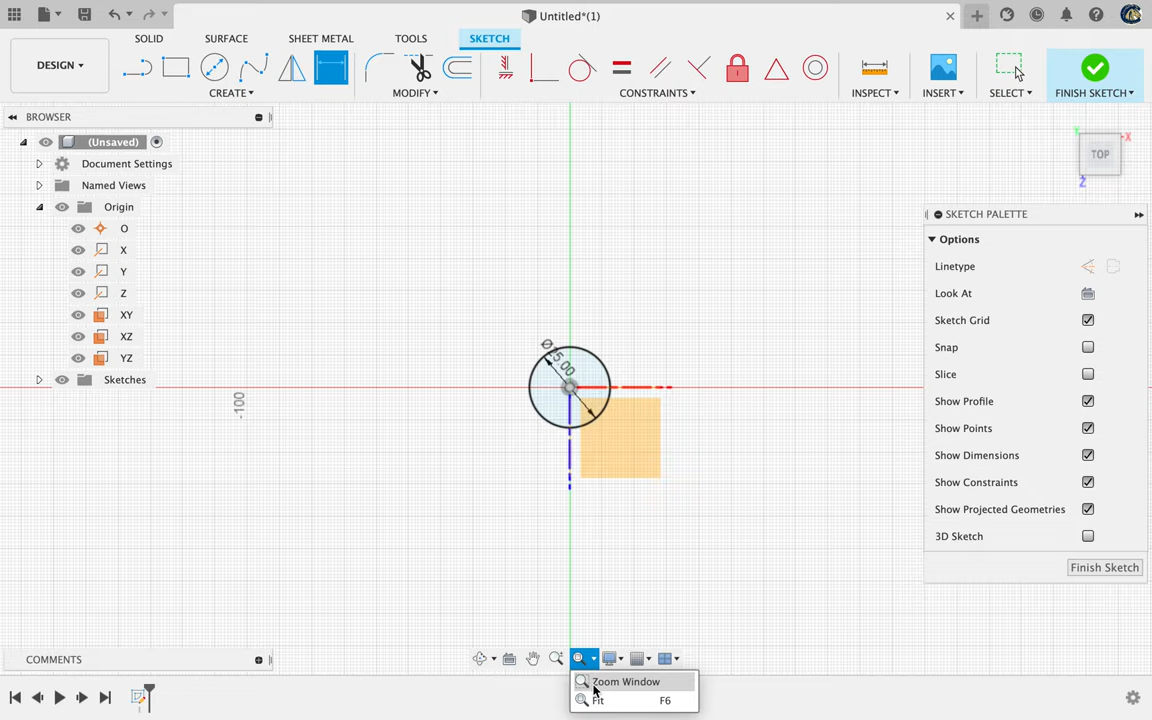 Untitled*(1)
DESIGN
SOLID
SURFACE
SHEET METAL
TOOLS
SKETCH
CREATE
MODIFY
CONSTRAINTS
INSPECT
INSERT
SELECT
FINISH SKETCH
BROWSER
(Unsaved)
Document Settings
Named Views
Origin
O
X
Y
Z
XY
XZ
YZ
Sketches
-100
Ø25.00
Y
X
TOP
Z
SKETCH PALETTE
Options
Linetype
Look At
Sketch Grid
Snap
Slice
Show Profile
Show Points
Show Dimensions
Show Constraints
Show Projected Geometries
3D Sketch
Finish Sketch
COMMENTS
Zoom Window
Fit F6